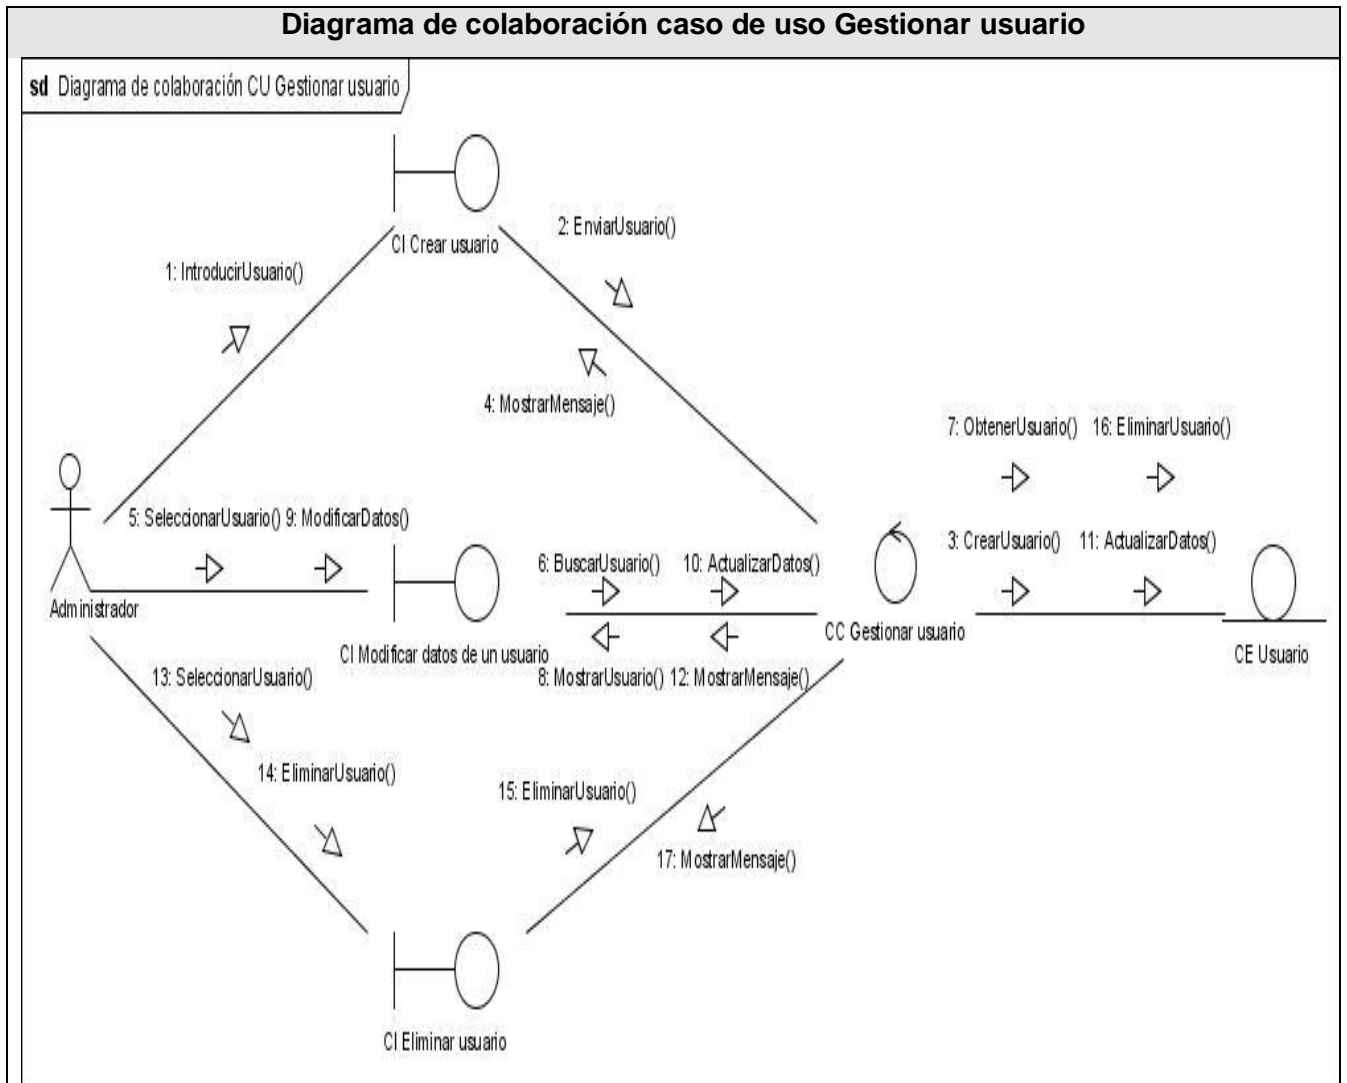 Diagrama de colaboración caso de uso Gestionar usuario
sd Diagrama de colaboración CU Gestionar usuario
CI Crear usuario
2: EnviarUsuario()
1: IntroducirUsuario()
4: MostrarMensaje()
7: ObtenerUsuario() 16: EliminarUsuario()
5: SeleccionarUsuario() 9: ModificarDatos()
3: CrearUsuario() 11: ActualizarDatos()
6: BuscarUsuario() 10: ActualizarDatos()
Administrador
CC Gestionar usuario
CI Modificar datos de un usuario
CE Usuario
13: SeleccionarUsuario()
8: MostrarUsuario() 12: MostrarMensaje()
14: EliminarUsuario()
15: EliminarUsuario()
17: MostrarMensaje()
CI Eliminar usuario